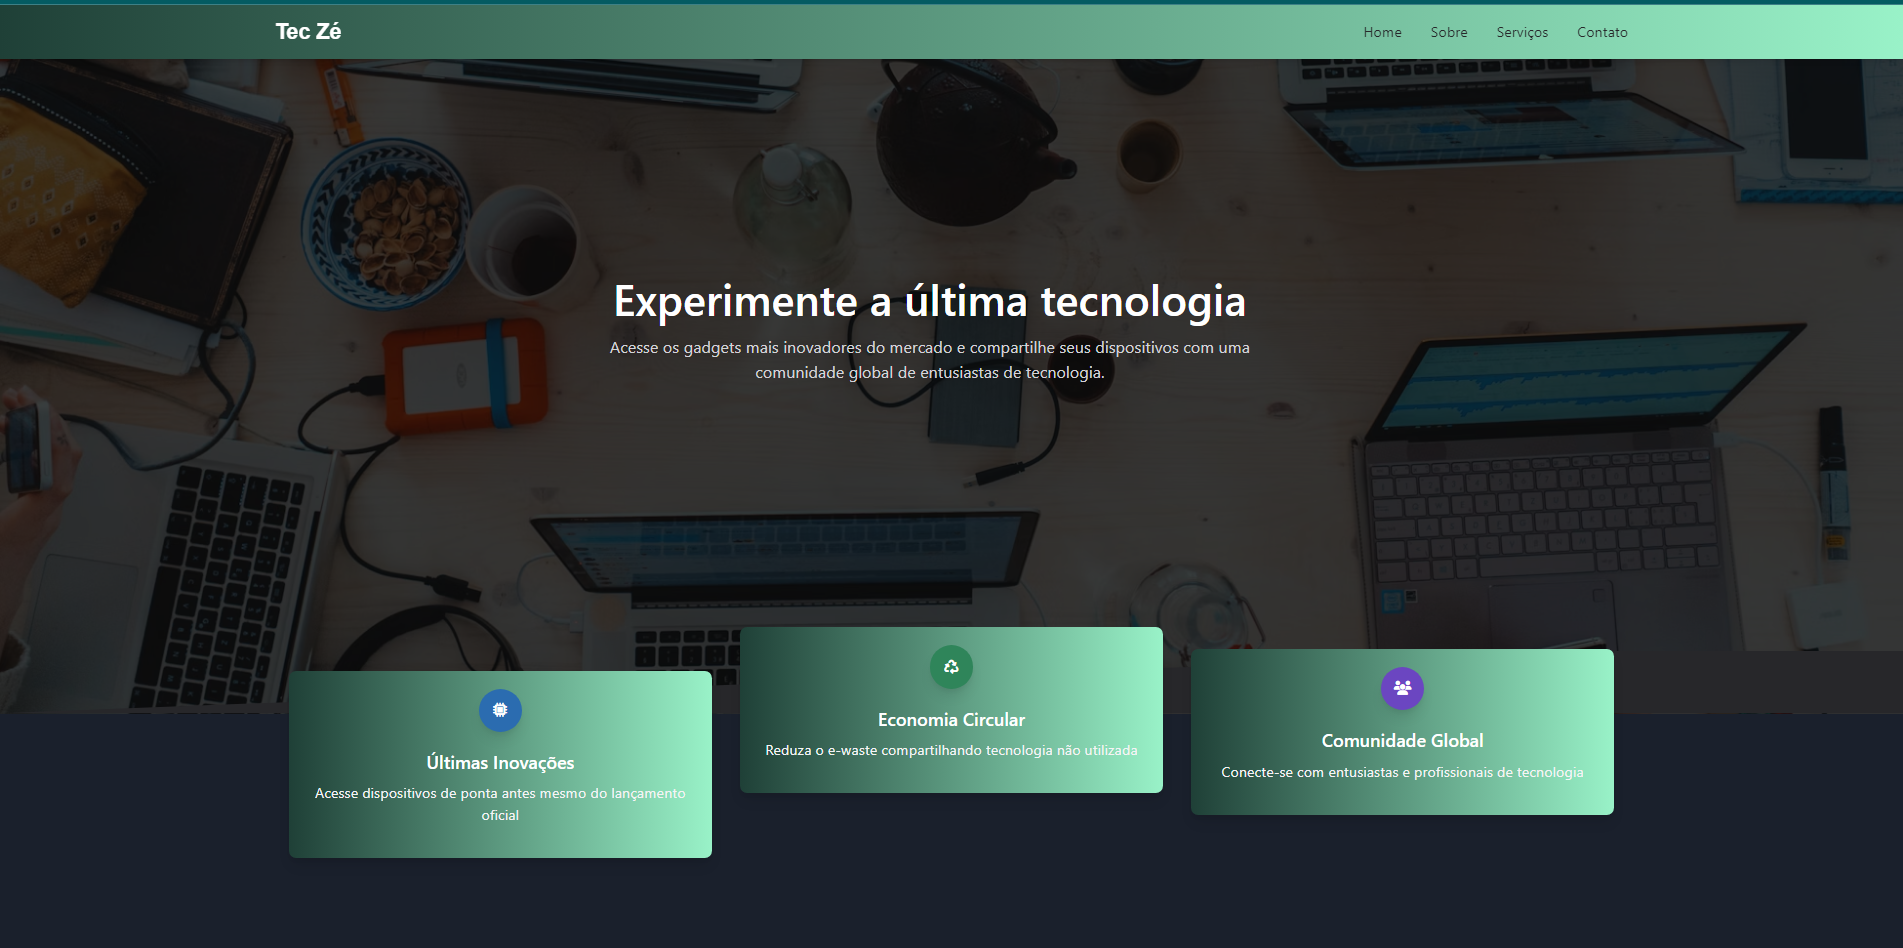 Tec Zé
Home Sobre Serviços Contato
Experimente a última tecnologia
Acesse os gadgets mais inovadores do mercado e compartilhe seus dispositivos com uma
comunidade global de entusiastas de tecnologia.
Últimas Inovações
Acesse dispositivos de ponta antes mesmo do lançamento
oficial
Economia Circular
Reduza o e-waste compartilhando tecnologia não utilizada
Comunidade Global
Conecte-se com entusiastas e profissionais de tecnologia